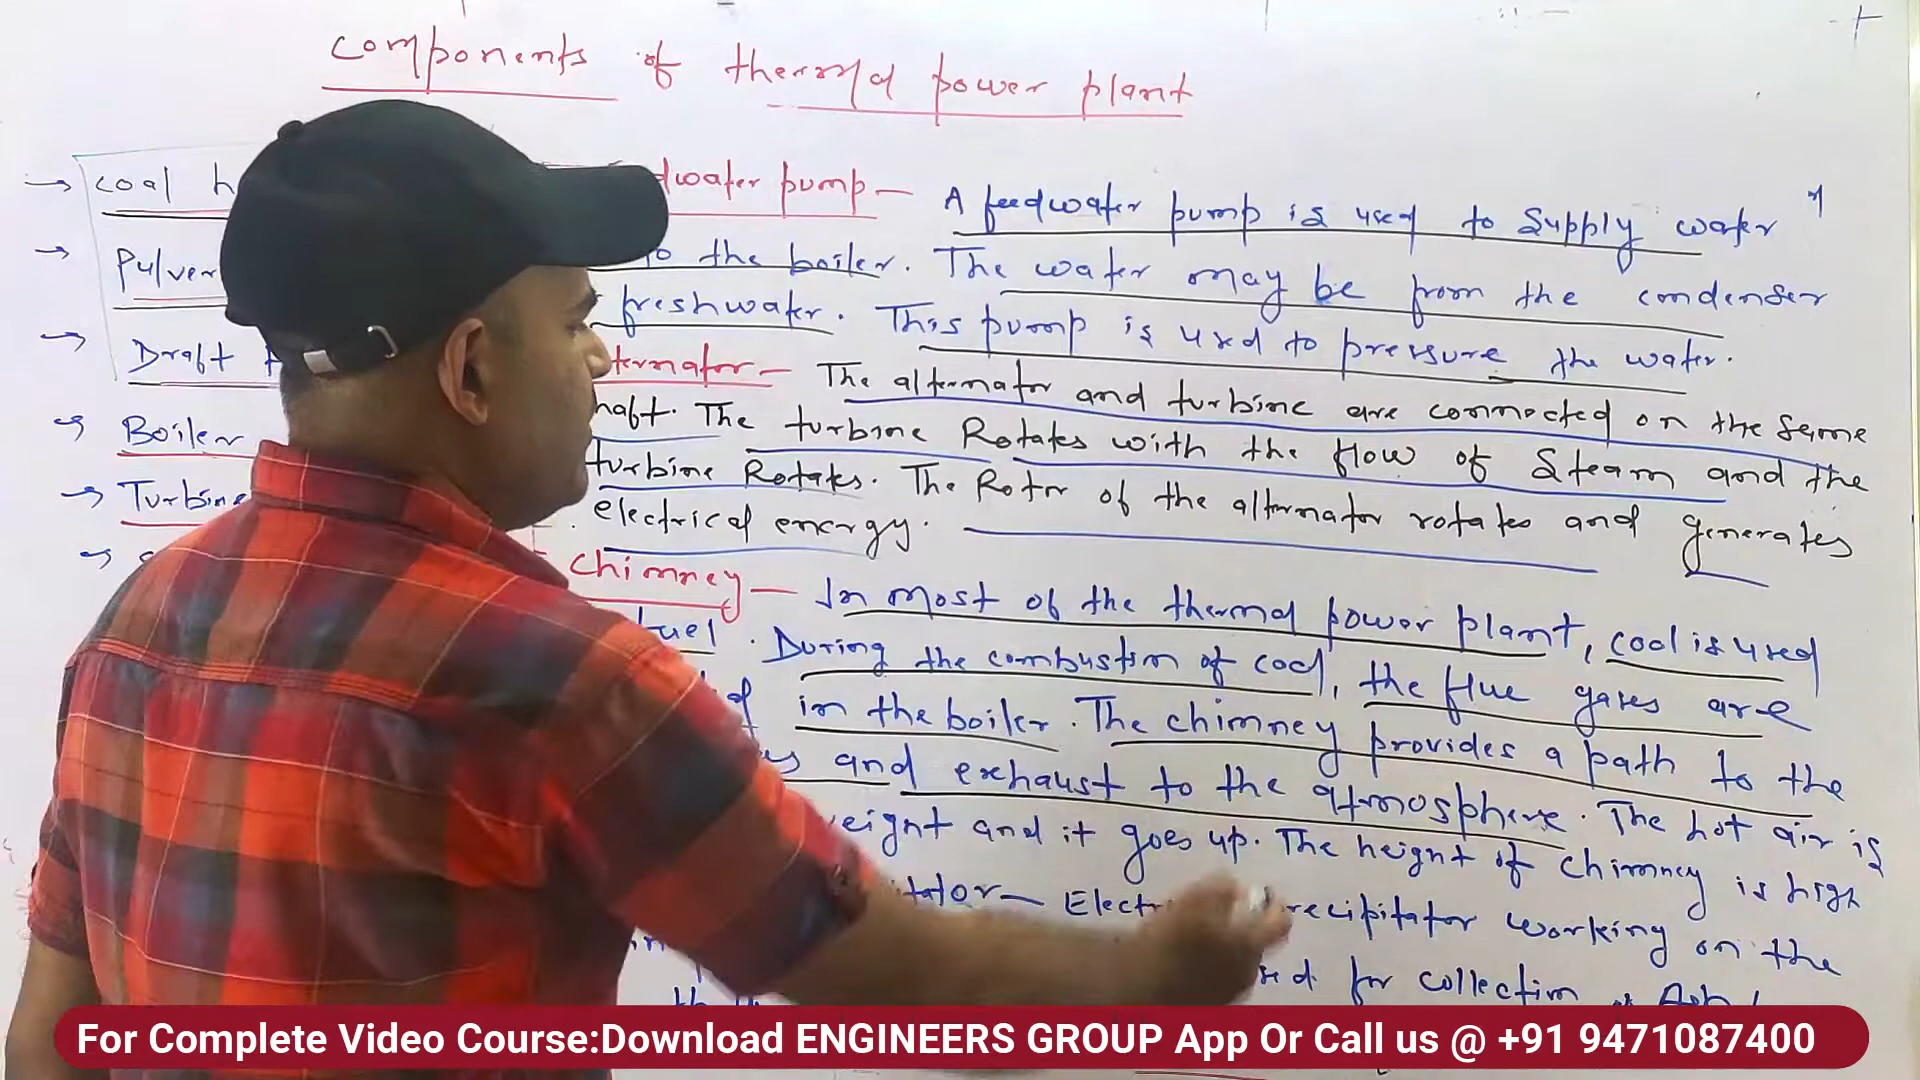 Components of thermal power plant
→ Coal h
→ Pulver
→ Draft f
→ Boiler
→ Turbine
dwater pump — A feedwater pump is used to supply water
to the boiler. The water may be from the condenser
freshwater. This pump is used to pressure the water.
ternator — The alternator and turbine are connected on the same
haft. The turbine Rotates with the flow of Steam and the
turbine Rotates. The Rotor of the alternator rotates and generates
electrical energy.
Chimney — In most of the thermal power plant, coal is used
fuel. During the combustion of coal, the flue gases are
in the boiler. The chimney provides a path to the
and exhaust to the atmosphere. The hot air is
eight and it goes up. The height of chimney is high
tator — Electr recipitator working on the
ed for collection of Ash
For Complete Video Course:Download ENGINEERS GROUP App Or Call us @ +91 9471087400